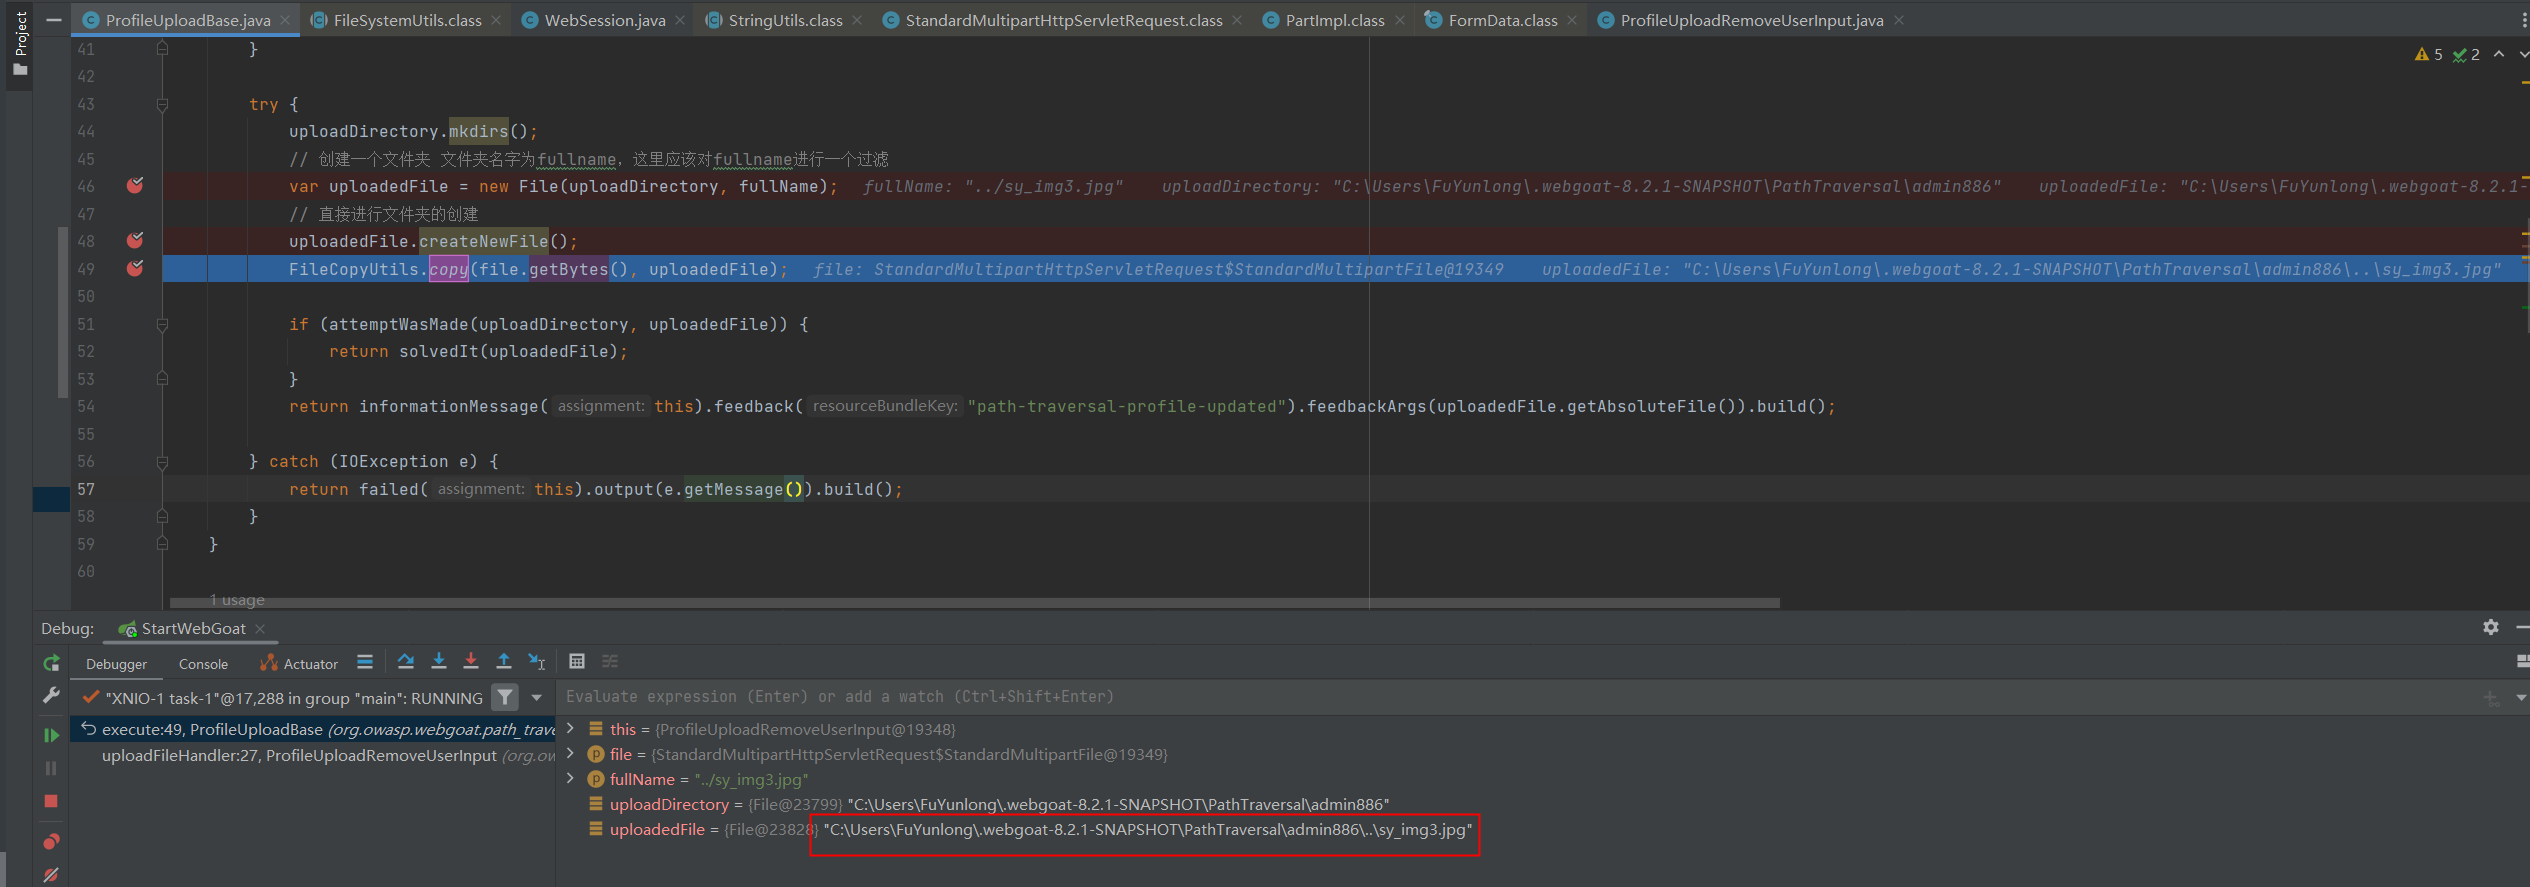 Project
ProfileUploadBase.java FileSystemUtils.class WebSession.java StringUtils.class StandardMultipartHttpServletRequest.class PartImpl.class FormData.class ProfileUploadRemoveUserInput.java
5 2
41 }
42
43 try {
44 uploadDirectory.mkdirs();
45 // 创建一个文件夹 文件夹名字为fullname，这里应该对fullname进行一个过滤
46 var uploadedFile = new File(uploadDirectory, fullName); fullName: "../sy_img3.jpg" uploadDirectory: "C:\Users\FuYunlong\.webgoat-8.2.1-SNAPSHOT\PathTraversal\admin886" uploadedFile: "C:\Users\FuYunlong\.webgoat-8.2.1-
47 // 直接进行文件夹的创建
48 uploadedFile.createNewFile();
49 FileCopyUtils.copy(file.getBytes(), uploadedFile); file: StandardMultipartHttpServletRequest$StandardMultipartFile@19349 uploadedFile: "C:\Users\FuYunlong\.webgoat-8.2.1-SNAPSHOT\PathTraversal\admin886\..\sy_img3.jpg"
50
51 if (attemptWasMade(uploadDirectory, uploadedFile)) {
52 return solvedIt(uploadedFile);
53 }
54 return informationMessage( assignment: this).feedback( resourceBundleKey: "path-traversal-profile-updated").feedbackArgs(uploadedFile.getAbsoluteFile()).build();
55
56 } catch (IOException e) {
57 return failed( assignment: this).output(e.getMessage()).build();
58 }
59 }
60
1 usage
Debug: StartWebGoat
Debugger Console Actuator
"XNIO-1 task-1"@17,288 in group "main": RUNNING
Evaluate expression (Enter) or add a watch (Ctrl+Shift+Enter)
execute:49, ProfileUploadBase (org.owasp.webgoat.path_trave
uploadFileHandler:27, ProfileUploadRemoveUserInput (org.owa
this = {ProfileUploadRemoveUserInput@19348}
file = {StandardMultipartHttpServletRequest$StandardMultipartFile@19349}
fullName = "../sy_img3.jpg"
uploadDirectory = {File@23799} "C:\Users\FuYunlong\.webgoat-8.2.1-SNAPSHOT\PathTraversal\admin886"
uploadedFile = {File@23828} "C:\Users\FuYunlong\.webgoat-8.2.1-SNAPSHOT\PathTraversal\admin886\..\sy_img3.jpg"